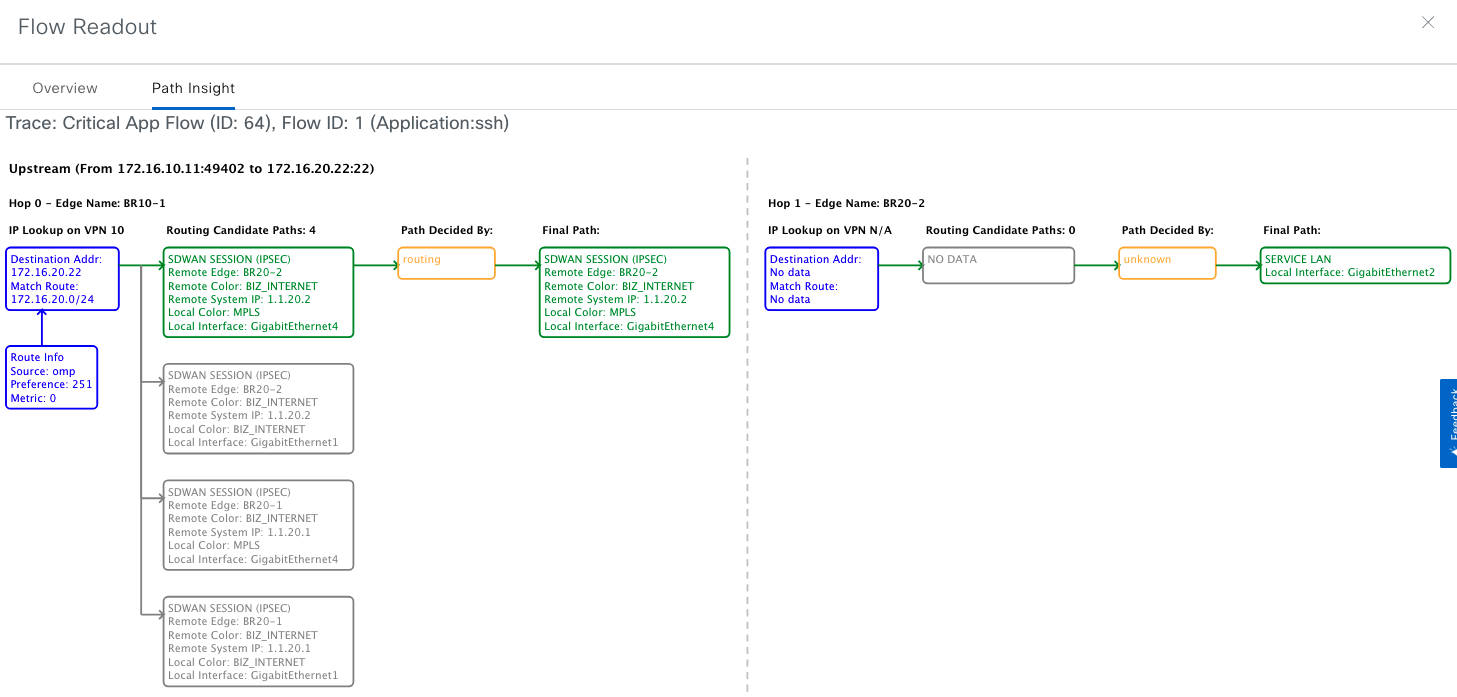 Flow Readout
Overview
Path Insight
Trace: Critical App Flow (ID: 64), Flow ID: 1 (Application:ssh)
Upstream (From 172.16.10.11:49402 to 172.16.20.22:22)
Hop 0 - Edge Name: BR10-1
IP Lookup on VPN 10
Destination Addr:
172.16.20.22
Match Route:
172.16.20.0/24
Route Info
Source: omp
Preference: 251
Metric: 0
Routing Candidate Paths: 4
SDWAN SESSION (IPSEC)
Remote Edge: BR20-2
Remote Color: BIZ_INTERNET
Remote System IP: 1.1.20.2
Local Color: MPLS
Local Interface: GigabitEthernet4
SDWAN SESSION (IPSEC)
Remote Edge: BR20-2
Remote Color: BIZ_INTERNET
Remote System IP: 1.1.20.2
Local Color: BIZ_INTERNET
Local Interface: GigabitEthernet1
SDWAN SESSION (IPSEC)
Remote Edge: BR20-1
Remote Color: BIZ_INTERNET
Remote System IP: 1.1.20.1
Local Color: MPLS
Local Interface: GigabitEthernet4
SDWAN SESSION (IPSEC)
Remote Edge: BR20-1
Remote Color: BIZ_INTERNET
Remote System IP: 1.1.20.1
Local Color: BIZ_INTERNET
Local Interface: GigabitEthernet1
Path Decided By:
routing
Final Path:
SDWAN SESSION (IPSEC)
Remote Edge: BR20-2
Remote Color: BIZ_INTERNET
Remote System IP: 1.1.20.2
Local Color: MPLS
Local Interface: GigabitEthernet4
Hop 1 - Edge Name: BR20-2
IP Lookup on VPN N/A
Destination Addr:
No data
Match Route:
No data
Routing Candidate Paths: 0
NO DATA
Path Decided By:
unknown
Final Path:
SERVICE LAN
Local Interface: GigabitEthernet2
Feedback